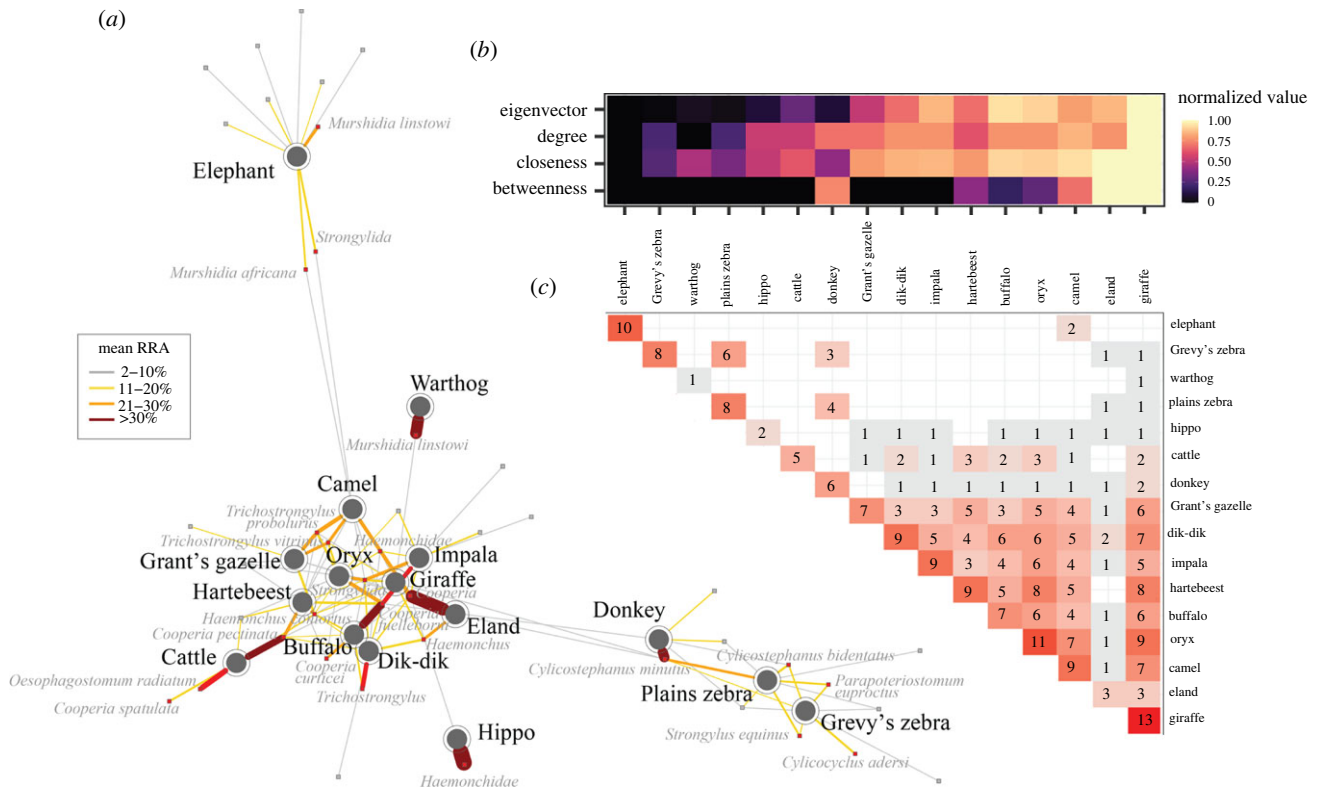 (a)
Murshidia linstowi
Elephant
Strongylida
Murshidia africana
mean RRA
2–10%
11–20%
21–30%
>30%
Warthog
Murshidia linstowi
Camel
Trichostrongylus
probolurus
Trichostrongylus vitrinus
Haemonchidae
Grant's gazelle
Oryx
Impala
Giraffe
Hartebeest
Strongylida
Cooperia
Haemonchus contortus
Cooperia
fuelleborni
Eland
Cooperia pectinata
Buffalo
Haemonchus
Cattle
Cooperia
curticei
Dik-dik
Oesophagostomum radiatum
Trichostrongylus
Cooperia spatulata
Hippo
Haemonchidae
Donkey
Cylicostephanus minutus
Cylicostephanus bidentatus
Plains zebra
Parapoteriostomum
euproctus
Grevy's zebra
Strongylus equinus
Cylicocyclus adersi
(b)
eigenvector
degree
closeness
betweenness
normalized value
1.00
0.75
0.50
0.25
0
(c)
elephant
Grevy's zebra
warthog
plains zebra
hippo
cattle
donkey
Grant's gazelle
dik-dik
impala
hartebeest
buffalo
oryx
camel
eland
giraffe
10 2 elephant
8 6 3 1 1 Grevy's zebra
1 1 warthog
8 4 1 1 plains zebra
2 1 1 1 1 1 1 1 1 hippo
5 1 2 1 3 2 3 1 2 cattle
6 1 1 1 1 1 1 1 2 donkey
7 3 3 5 3 5 4 1 6 Grant's gazelle
9 5 4 6 6 5 2 7 dik-dik
9 3 4 6 4 1 5 impala
9 5 8 5 8 hartebeest
7 6 4 1 6 buffalo
11 7 1 9 oryx
9 1 7 camel
3 3 eland
13 giraffe